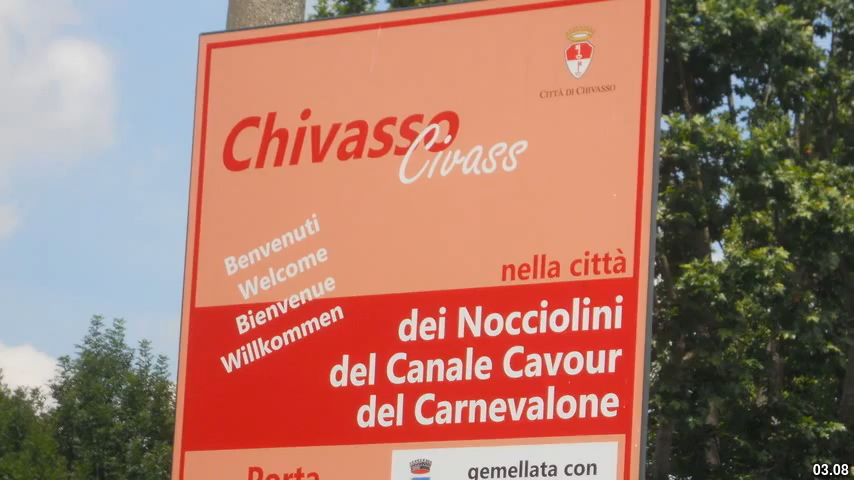 CITTÀ DI CHIVASSO
Chivasso
Civass
Benvenuti
Welcome
Bienvenue
Willkommen
nella città
dei Nocciolini
del Canale Cavour
del Carnevalone
Porta
gemellata con
03.08